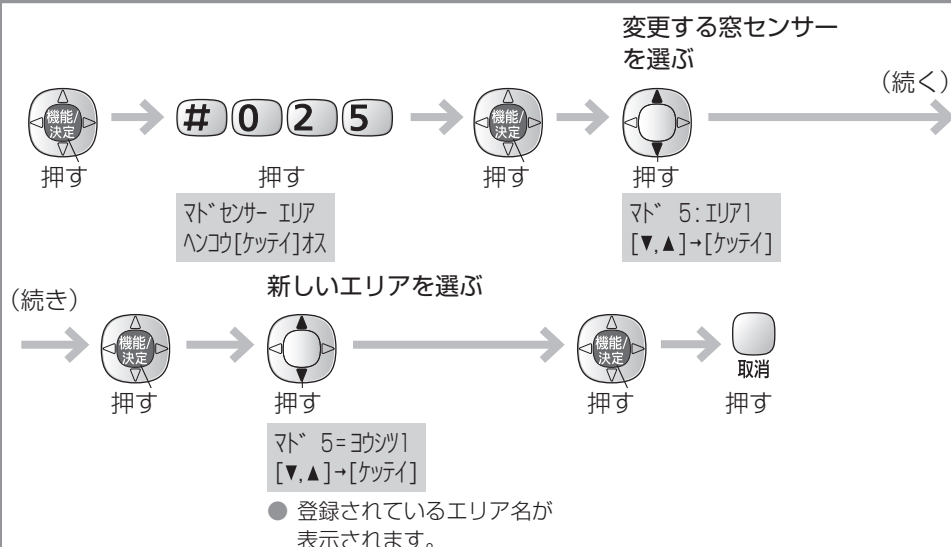 変更する窓センサー
を選ぶ
(続く)
機能/
決定
# 0 2 5
機能/
決定
押す
押す
押す
押す
マド センサー エリア
ヘンコウ[ケッテイ]オス
マド 5:エリア1
[▼,▲]→[ケッテイ]
(続き)
新しいエリアを選ぶ
機能/
決定
機能/
決定
取消
押す
押す
押す
押す
マド 5=ヨウシツ1
[▼,▲]→[ケッテイ]
● 登録されているエリア名が
表示されます。